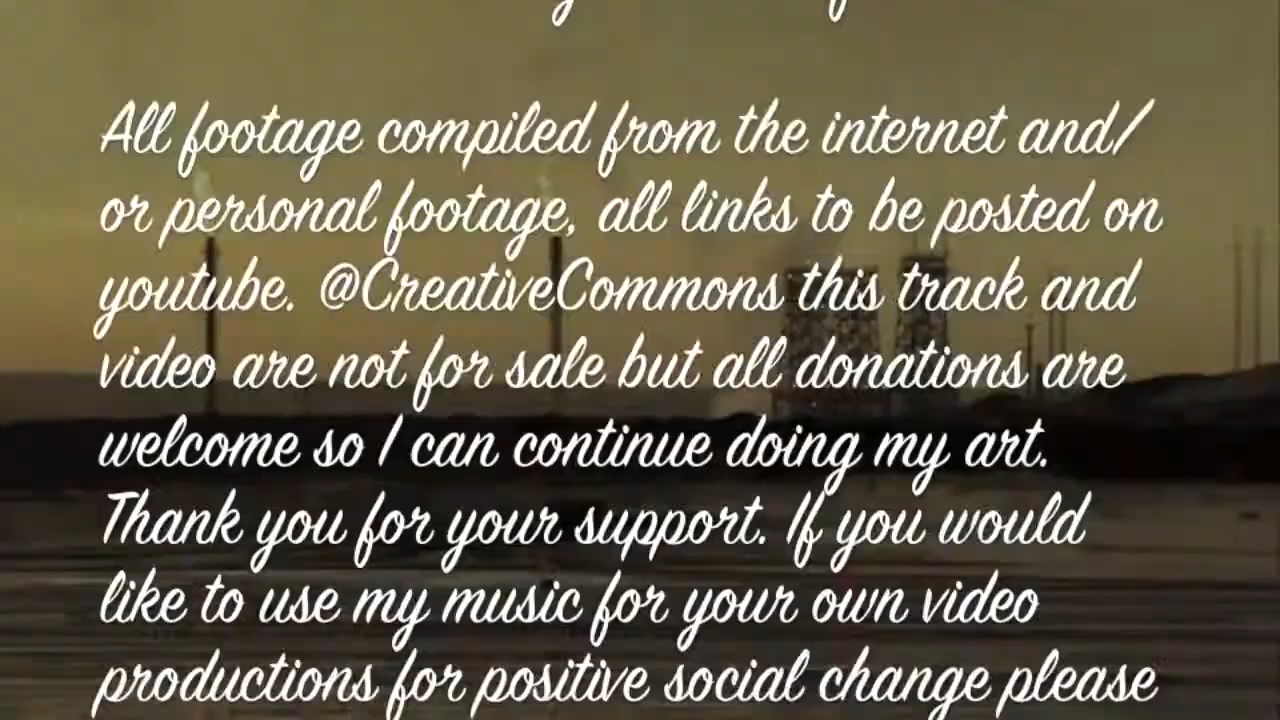 All footage compiled from the internet and/
or personal footage, all links to be posted on
youtube. @CreativeCommons this track and
video are not for sale but all donations are
welcome so I can continue doing my art.
Thank you for your support. If you would
like to use my music for your own video
productions for positive social change please